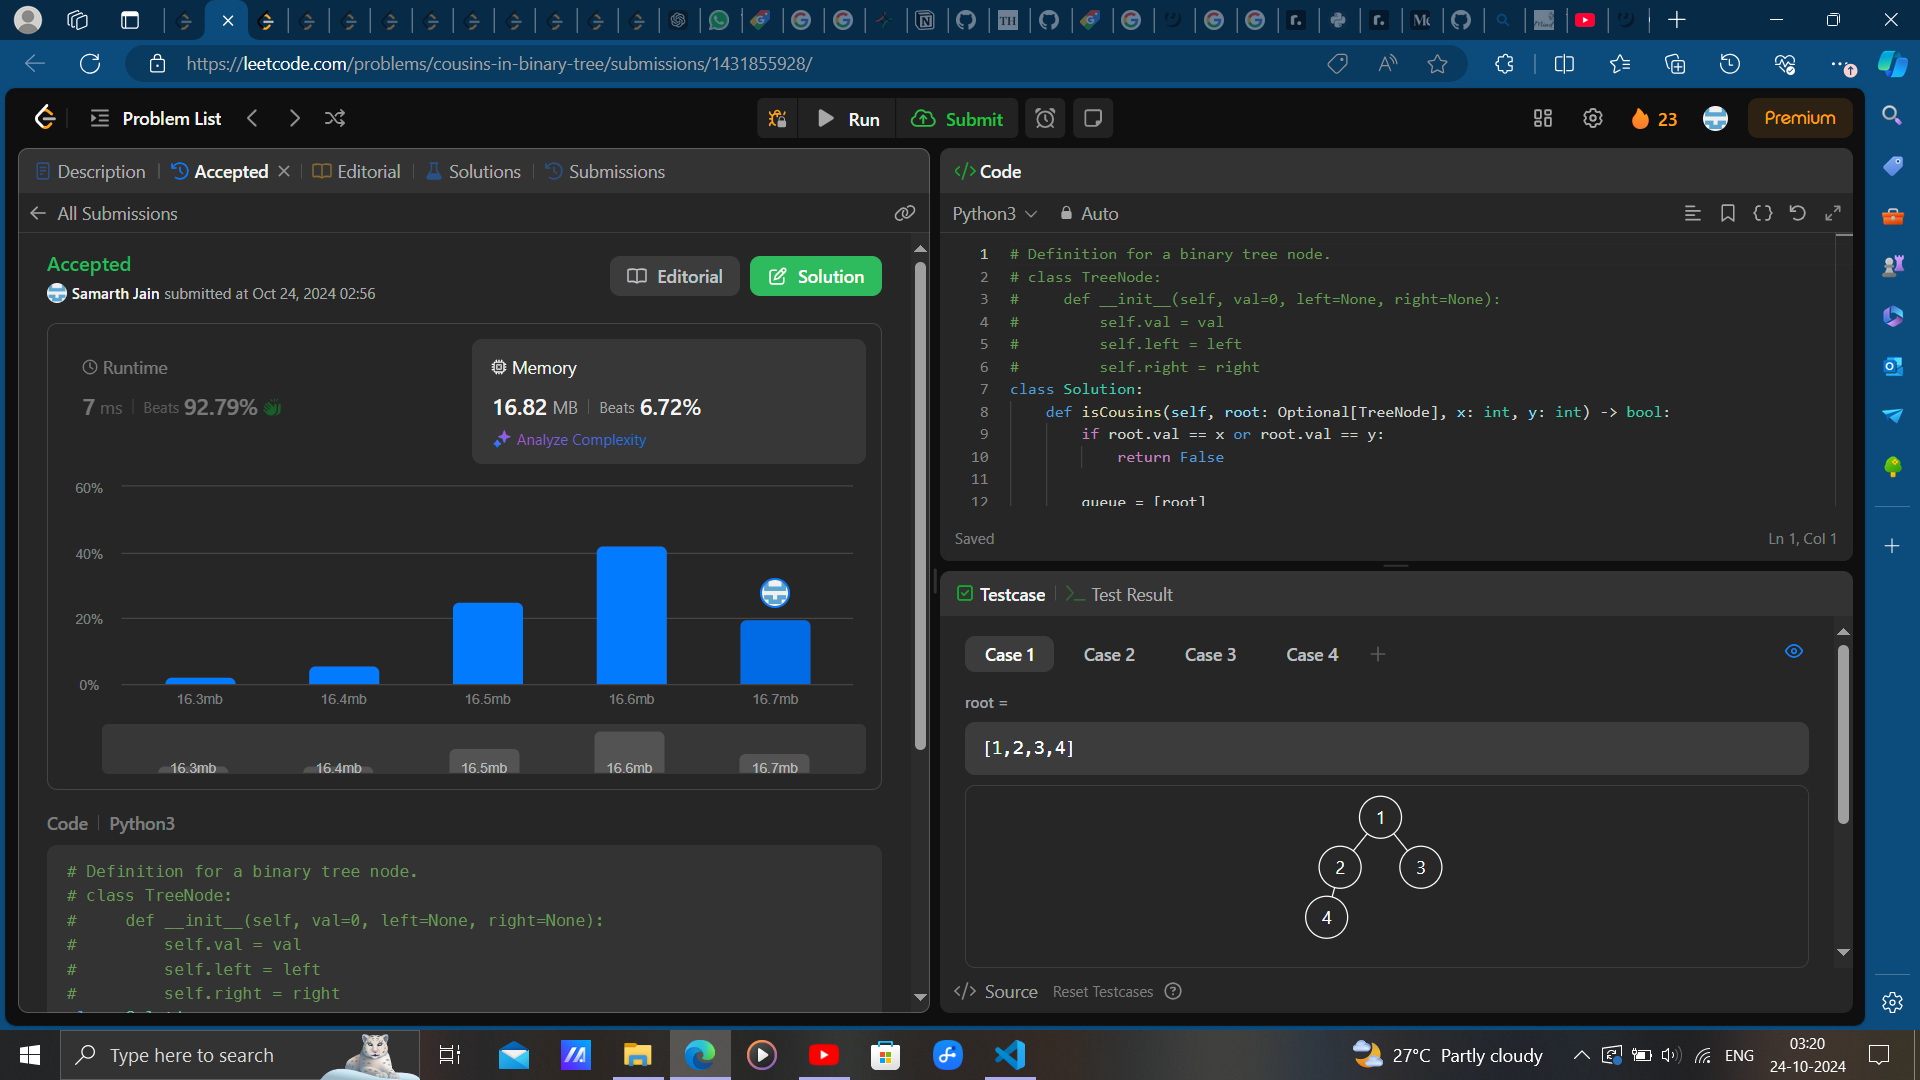 https://leetcode.com/problems/cousins-in-binary-tree/submissions/1431855928/
Problem List
Run
Submit
23
Premium
Description
Accepted
Editorial
Solutions
Submissions
All Submissions
Accepted
Samarth Jain submitted at Oct 24, 2024 02:56
Editorial
Solution
Runtime
7 ms | Beats 92.79%
Memory
16.82 MB | Beats 6.72%
Analyze Complexity
60%
40%
20%
0%
16.3mb 16.4mb 16.5mb 16.6mb 16.7mb
16.3mb 16.4mb 16.5mb 16.6mb 16.7mb
Code | Python3
# Definition for a binary tree node.
# class TreeNode:
#     def __init__(self, val=0, left=None, right=None):
#         self.val = val
#         self.left = left
#         self.right = right
</> Code
Python3
Auto
1 # Definition for a binary tree node.
2 # class TreeNode:
3 #     def __init__(self, val=0, left=None, right=None):
4 #         self.val = val
5 #         self.left = left
6 #         self.right = right
7 class Solution:
8     def isCousins(self, root: Optional[TreeNode], x: int, y: int) -> bool:
9         if root.val == x or root.val == y:
10             return False
11
12         queue = [root]
Saved
Ln 1, Col 1
Testcase
Test Result
Case 1
Case 2
Case 3
Case 4
root =
[1,2,3,4]
1
2 3
4
</> Source
Reset Testcases
Type here to search
27°C Partly cloudy
ENG
03:20
24-10-2024